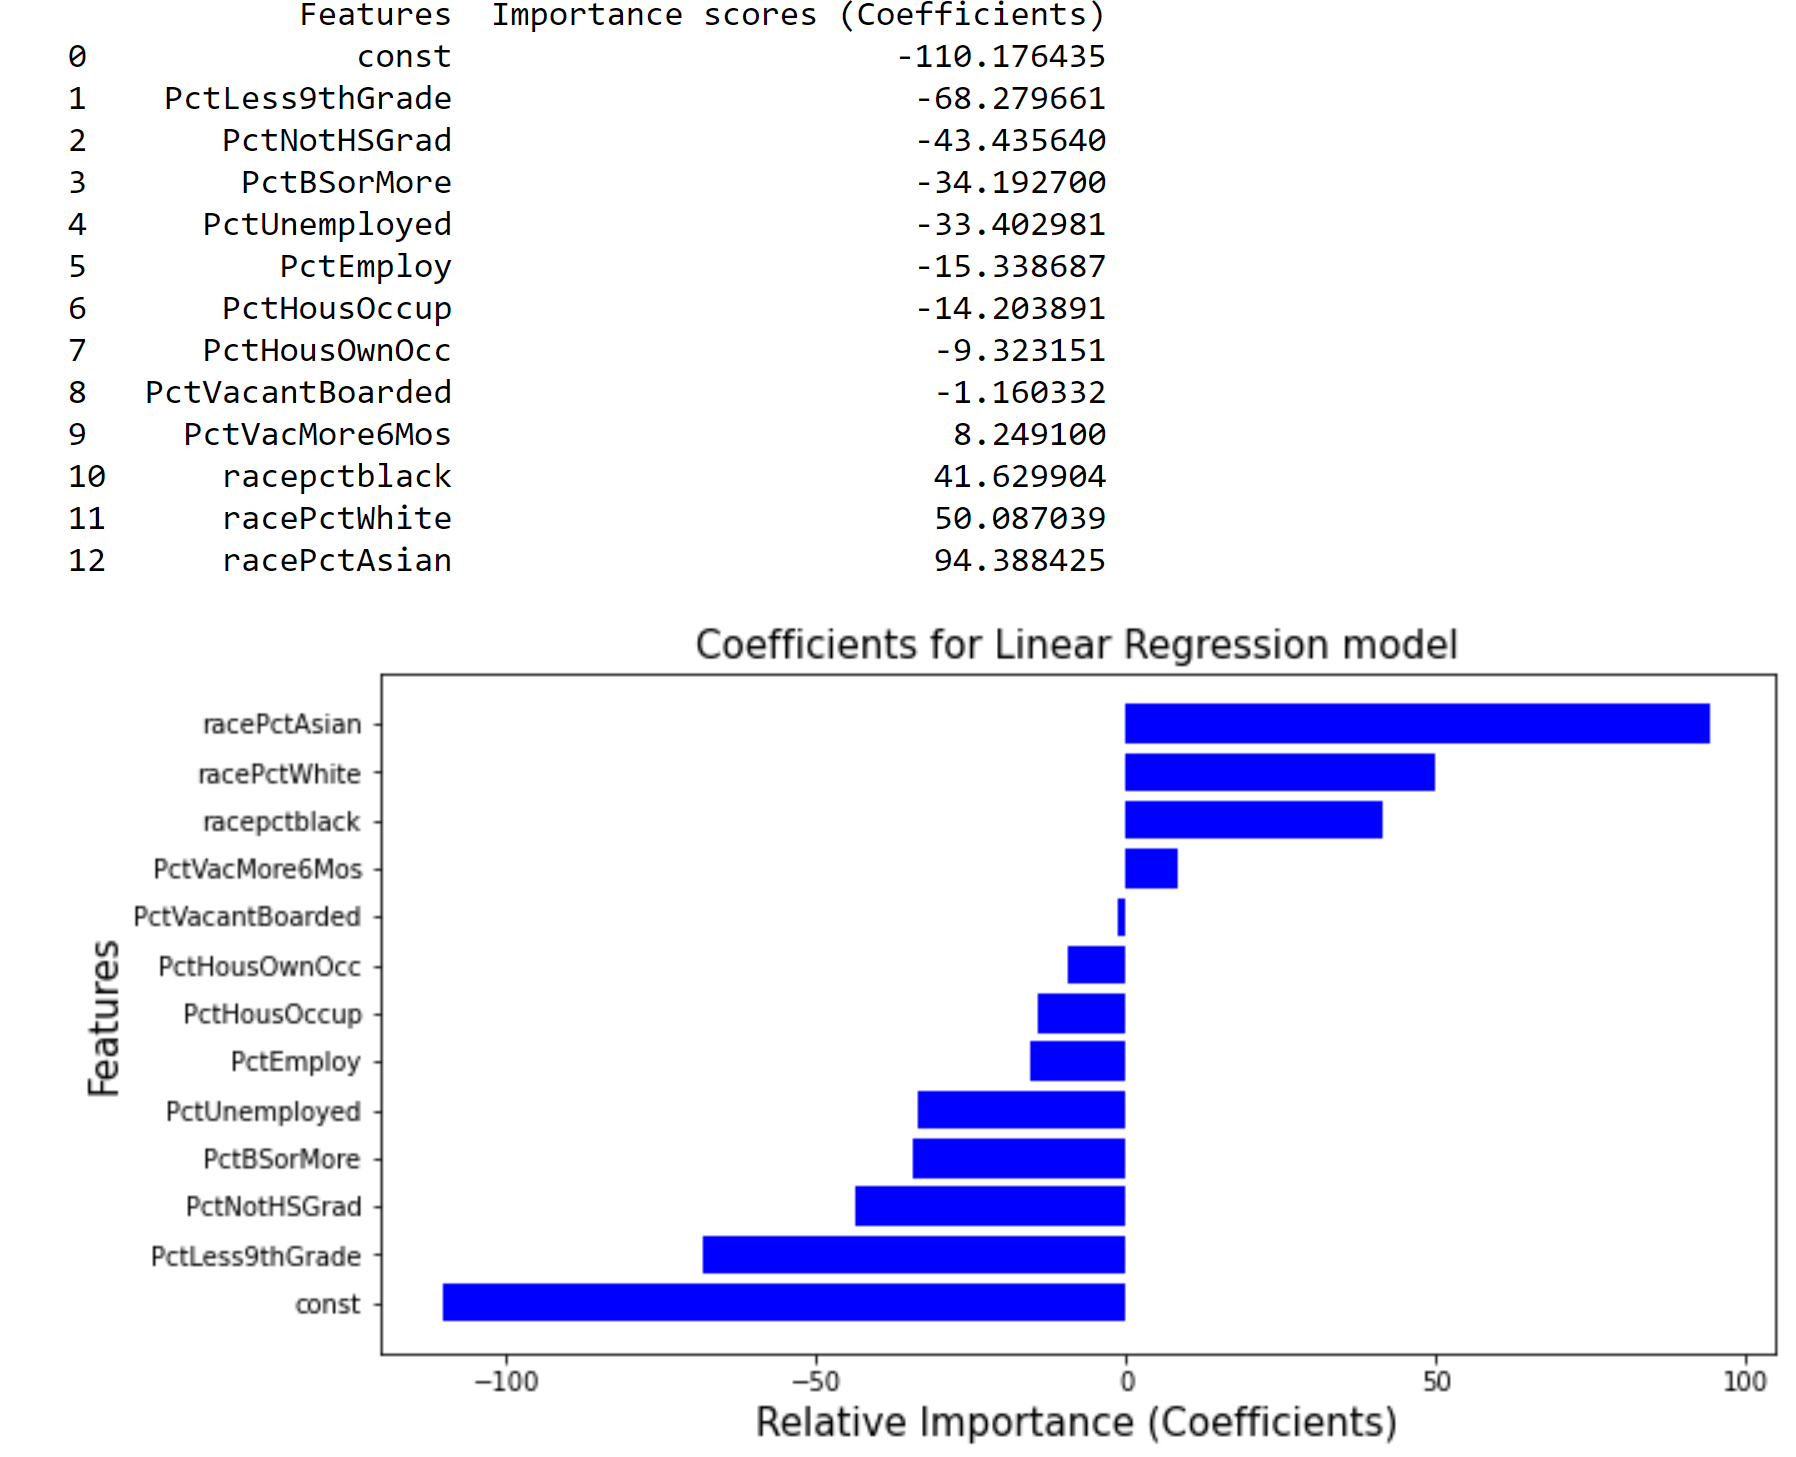 Features Importance scores (Coefficients)
0 const -110.176435
1 PctLess9thGrade -68.279661
2 PctNotHSGrad -43.435640
3 PctBSorMore -34.192700
4 PctUnemployed -33.402981
5 PctEmploy -15.338687
6 PctHousOccup -14.203891
7 PctHousOwnOcc -9.323151
8 PctVacantBoarded -1.160332
9 PctVacMore6Mos 8.249100
10 racepctblack 41.629904
11 racePctWhite 50.087039
12 racePctAsian 94.388425
Coefficients for Linear Regression model
racePctAsian
racePctWhite
racepctblack
PctVacMore6Mos
PctVacantBoarded
PctHousOwnOcc
PctHousOccup
PctEmploy
PctUnemployed
PctBSorMore
PctNotHSGrad
PctLess9thGrade
const
Features
−100 −50 0 50 100
Relative Importance (Coefficients)